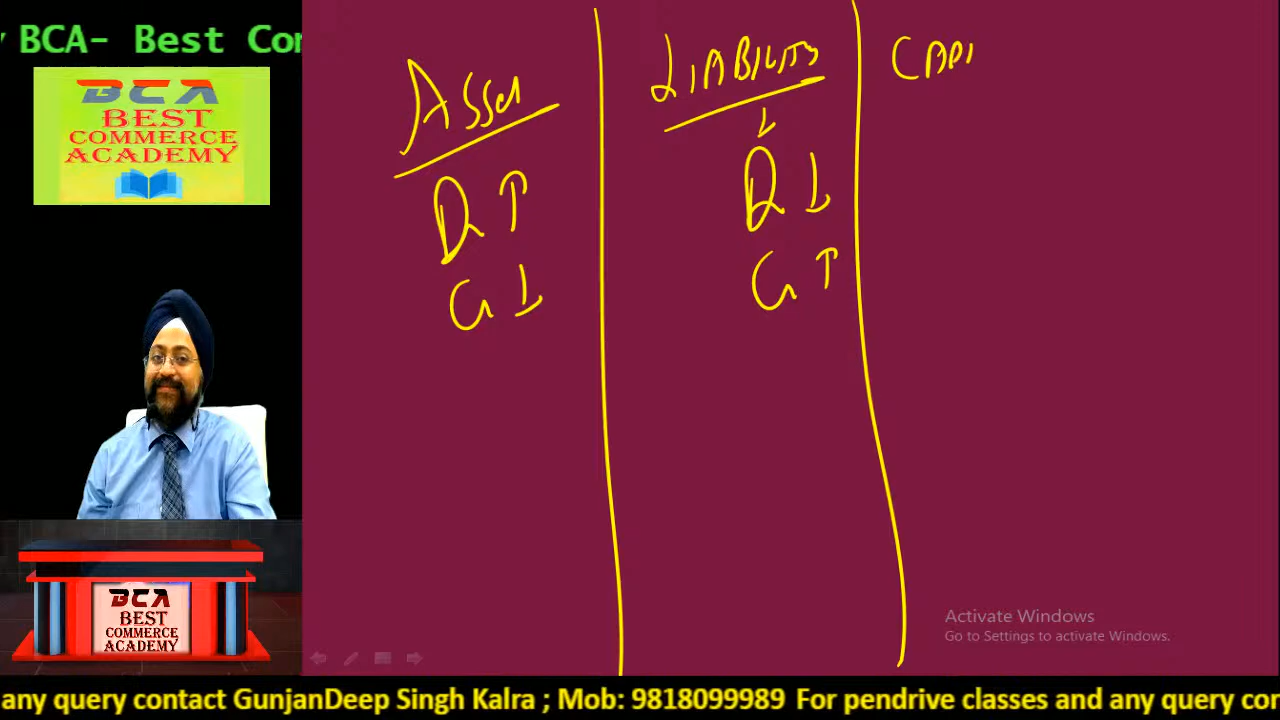 BCA- Best Con
BCA
BEST
COMMERCE
ACADEMY
Asset
Dr ↑
Cr ↓
LIABILITY
↓
Dr ↓
Cr ↑
CAPI
BCA
BEST
COMMERCE
ACADEMY
Activate Windows
Go to Settings to activate Windows.
any query contact GunjanDeep Singh Kalra ; Mob: 9818099989 For pendrive classes and any query con